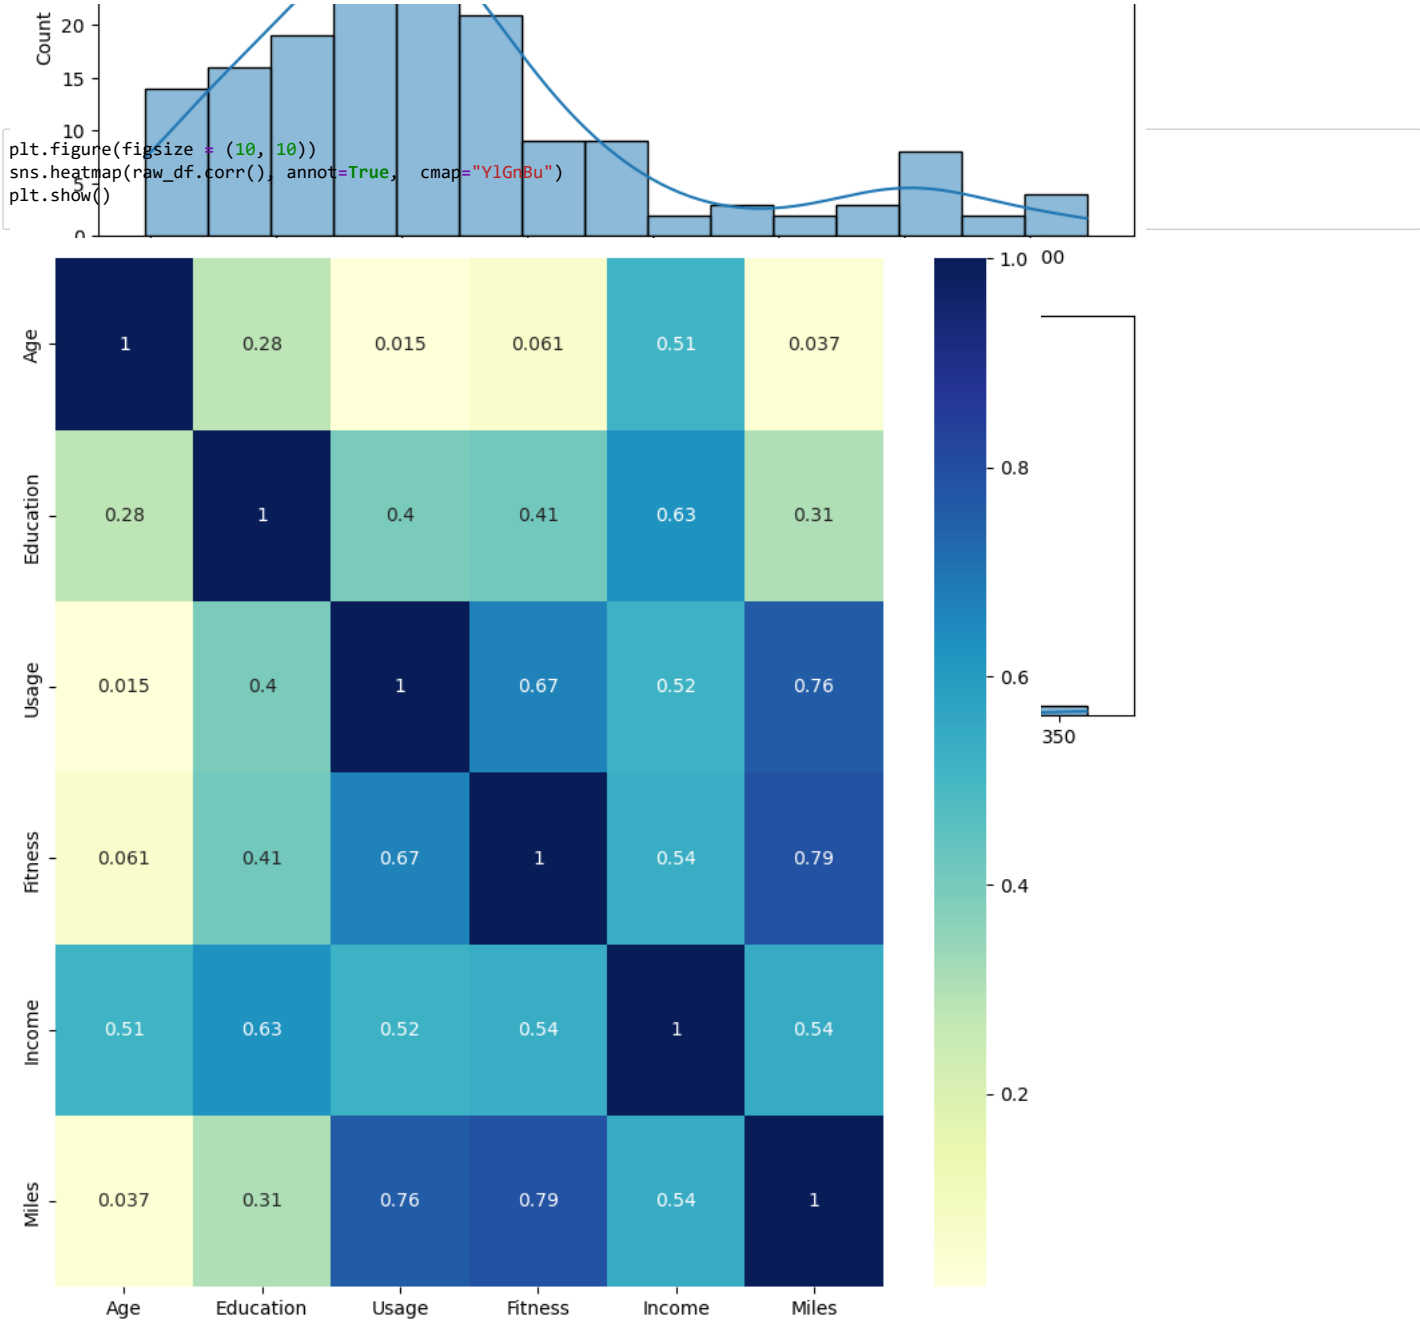 Count
20
15
10
5
0
plt.figure(figsize = (10, 10))
sns.heatmap(raw_df.corr(), annot=True,  cmap="YlGnBu")
plt.show()
00
350
Age 1 0.28 0.015 0.061 0.51 0.037
Education 0.28 1 0.4 0.41 0.63 0.31
Usage 0.015 0.4 1 0.67 0.52 0.76
Fitness 0.061 0.41 0.67 1 0.54 0.79
Income 0.51 0.63 0.52 0.54 1 0.54
Miles 0.037 0.31 0.76 0.79 0.54 1
Age Education Usage Fitness Income Miles
1.0
0.8
0.6
0.4
0.2